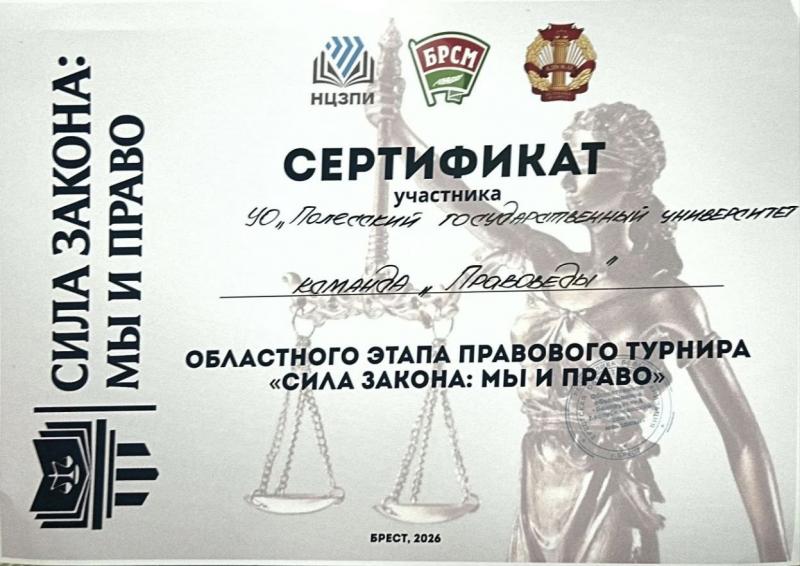 СИЛА ЗАКОНА:
МЫ И ПРАВО
НЦЗПИ
БРСМ
СЕРТИФИКАТ
участника
УО „Полесский государственный университет
команда „Правоведы"
ОБЛАСТНОГО ЭТАПА ПРАВОВОГО ТУРНИРА
«СИЛА ЗАКОНА: МЫ И ПРАВО»
БРЕСТ, 2026